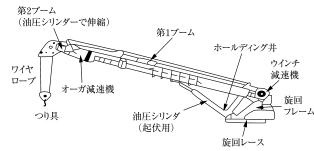 第2ブーム
(油圧シリンダーで伸縮)
第1ブーム
ホールディング弁
ワイヤ
ロープ
ウインチ
減速機
オーガ減速機
旋回
フレーム
油圧シリンダ
(起伏用)
つり具
旋回レース